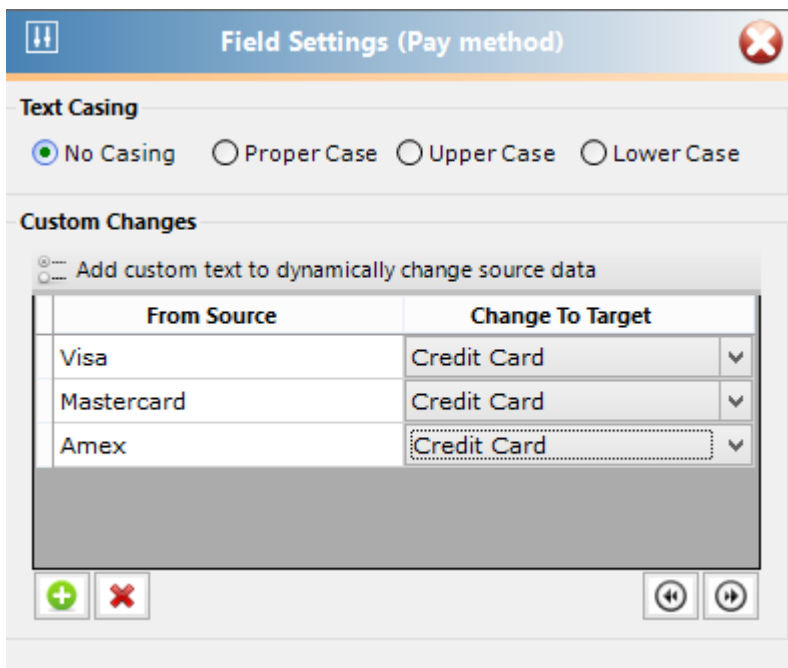 Field Settings (Pay method)
Text Casing
No Casing Proper Case Upper Case Lower Case
Custom Changes
Add custom text to dynamically change source data
From Source Change To Target
Visa Credit Card
Mastercard Credit Card
Amex Credit Card